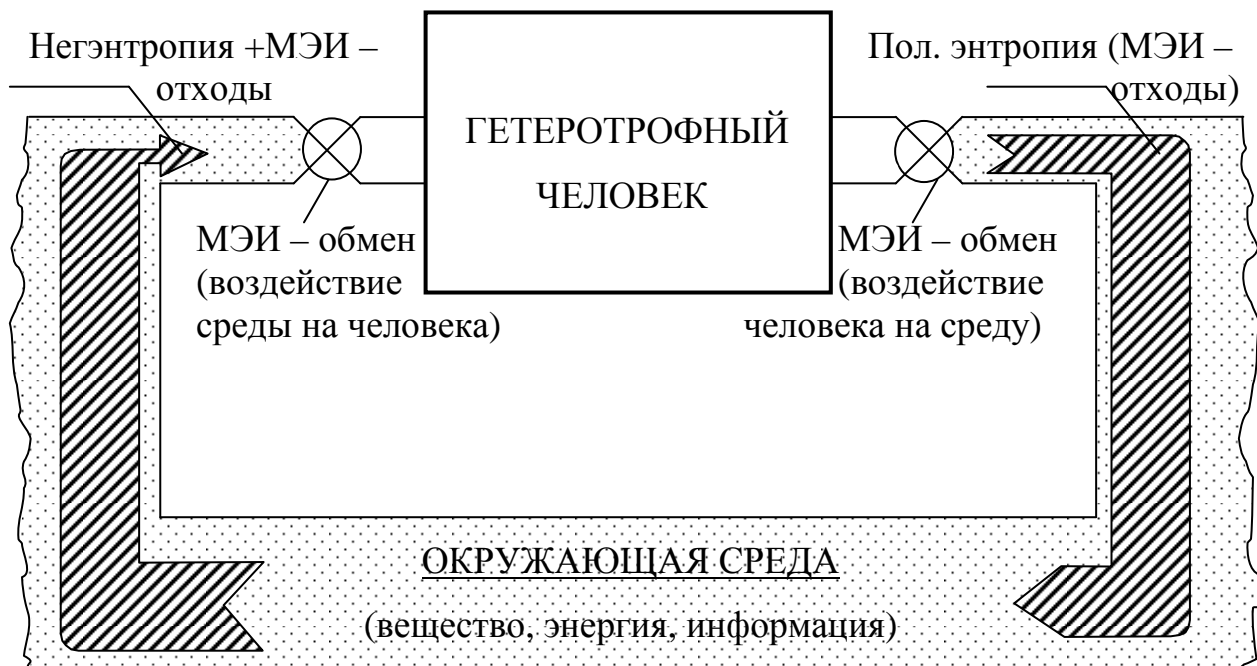 Негэнтропия +МЭИ –
отходы
ГЕТЕРОТРОФНЫЙ
ЧЕЛОВЕК
Пол. энтропия (МЭИ –
отходы)
МЭИ – обмен
(воздействие
среды на человека)
МЭИ – обмен
(воздействие
человека на среду)
ОКРУЖАЮЩАЯ СРЕДА
(вещество, энергия, информация)